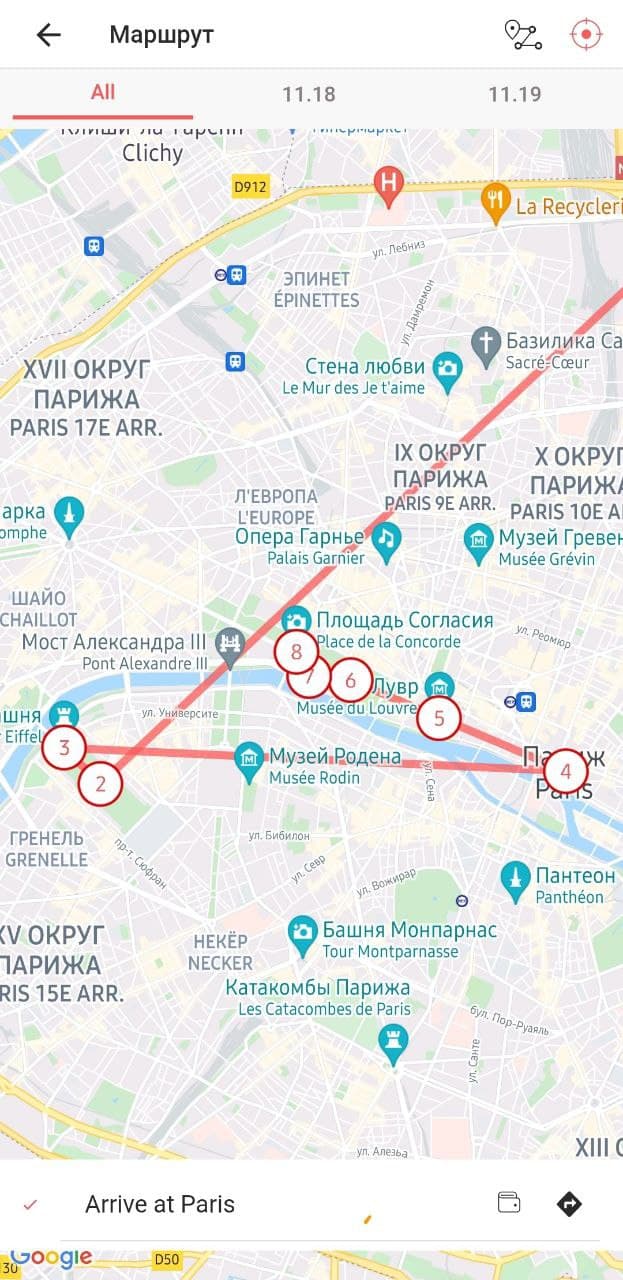 Маршрут
All
11.18
11.19
Клиши-ла-Гаренн
Clichy
Гипермаркет
D912
H
La Recycleri
ул. Лебниз
ЭПИНЕТ
ÉPINETTES
ул. Дамремон
Базилика Са
Sacré-Cœur
XVII ОКРУГ
ПАРИЖА
PARIS 17E ARR.
Стена любви
Le Mur des Je t'aime
IX ОКРУГ
ПАРИЖА
PARIS 9E ARR.
X ОКРУГ
ПАРИЖА
PARIS 10E A
Л'ЕВРОПА
L'EUROPE
арка
omphe
Опера Гарнье
Palais Garnier
Музей Гревен
Musée Grévin
ШАЙО
CHAILLOT
Площадь Согласия
Place de la Concorde
ул. Реомюр
Мост Александра III
Pont Alexandre III
8
7
6
Лувр
Musée du Louvre
5
ул. Университе
ашня
Eiffel
3
2
Музей Родена
Musée Rodin
ул. Сена
4
Paris
ГРЕНЕЛЬ
GRENELLE
пр-т. Сюфран
ул. Бибилон
ул. Севр
ул. Вожирар
Пантеон
Panthéon
XV ОКРУГ
ПАРИЖА
RIS 15E ARR.
НЕКЁР
NECKER
Башня Монпарнас
Tour Montparnasse
Катакомбы Парижа
Les Catacombes de Paris
бул. Пор-Руаяль
ул. Санте
ул. Алезьа
XIII
Arrive at Paris
30
Google
D50